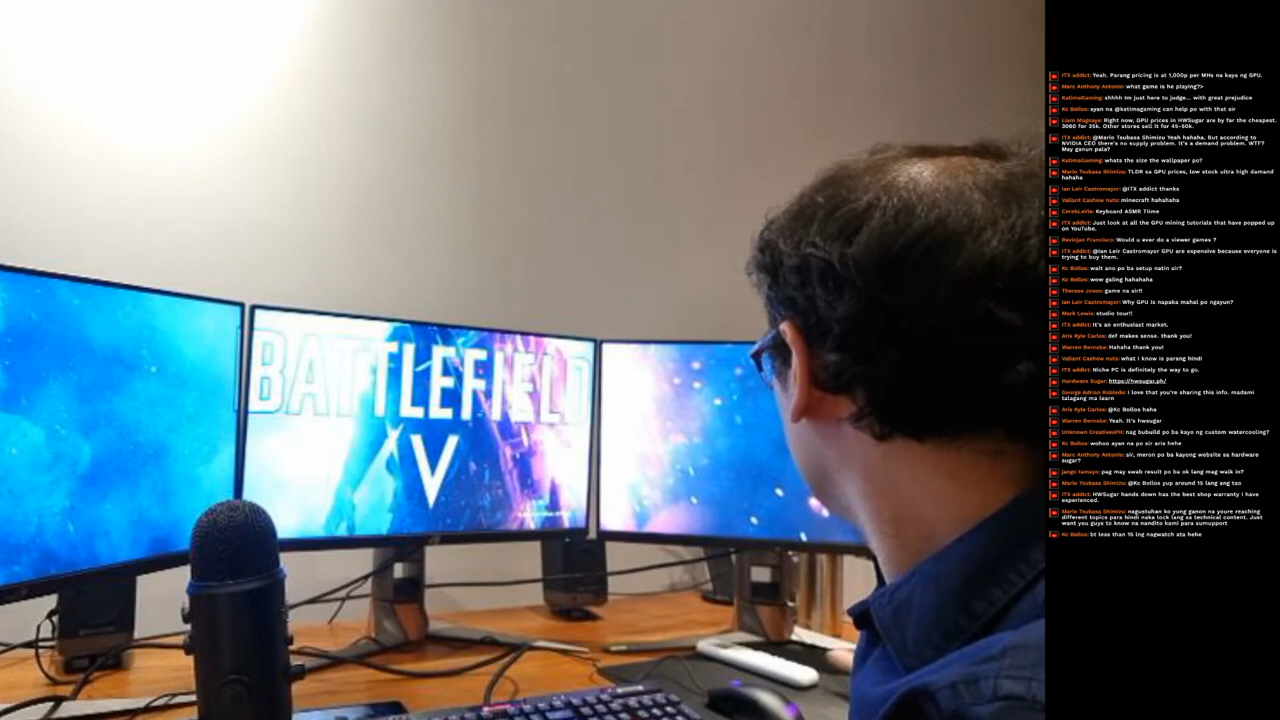 BATTLEFIELD
ITX addict: Yeah. Parang pricing is at 1,000p per MHs na kaya ng GPU.
Marc Anthony Antonio: what game is he playing?>
KatimaGaming: shhhh Im just here to judge... with great prejudice
Kc Bollos: ayan na @katimagaming can help po with that sir
Liam Magnaye: Right now, GPU prices in HWSugar are by far the cheapest.
3060 for 35k. Other stores sell it for 45-50k.
ITX addict: @Mario Tsubasa Shimizu Yeah hahaha. But according to
NVIDIA CEO there's no supply problem. It's a demand problem. WTF?
May ganun pala?
KatimaGaming: whats the size the wallpaper po?
Mario Tsubasa Shimizu: TLDR sa GPU prices, low stock ultra high damand
hahaha
Ian Leir Castromayor: @ITX addict thanks
Valiant Cashew nuts: minecraft hahahaha
CerebLaVie: Keyboard ASMR TIime
ITX addict: Just look at all the GPU mining tutorials that have popped up
on YouTube.
Revinjan Francisco: Would u ever do a viewer games ?
ITX addict: @Ian Leir Castromayor GPU are expensive because everyone is
trying to buy them.
Kc Bollos: wait ano po ba setup natin sir?
Kc Bollos: wow galing hahahaha
Therese Joson: game na sir!!
Ian Leir Castromayor: Why GPU is napaka mahal po ngayun?
Mark Lewis: studio tour!!
ITX addict: It's an enthusiast market.
Aris Kyle Carlos: def makes sense. thank you!
Warren Bernabe: Hahaha thank you!
Valiant Cashew nuts: what I know is parang hindi
ITX addict: Niche PC is definitely the way to go.
Hardware Sugar: https://hwsugar.ph/
George Adrian Robledo: i love that you're sharing this info. madami
talagang ma learn
Aris Kyle Carlos: @Kc Bollos haha
Warren Bernabe: Yeah. It's hwsugar
Unknown CreativesPH: nag bubuild po ba kayo ng custom watercooling?
Kc Bollos: wohoo ayan na po sir aris hehe
Marc Anthony Antonio: sir, meron po ba kayong website sa hardware
sugar?
jango tamayo: pag may swab result po ba ok lang mag walk in?
Mario Tsubasa Shimizu: @Kc Bollos yup around 15 lang ang tao
ITX addict: HWSugar hands down has the best shop warranty I have
experienced.
Mario Tsubasa Shimizu: nagustuhan ko yung ganon na youre reaching
different topics para hindi naka lock lang sa technical content. Just
want you guys to know na nandito kami para sumupport
Kc Bollos: bt less than 15 lng nagwatch ata hehe